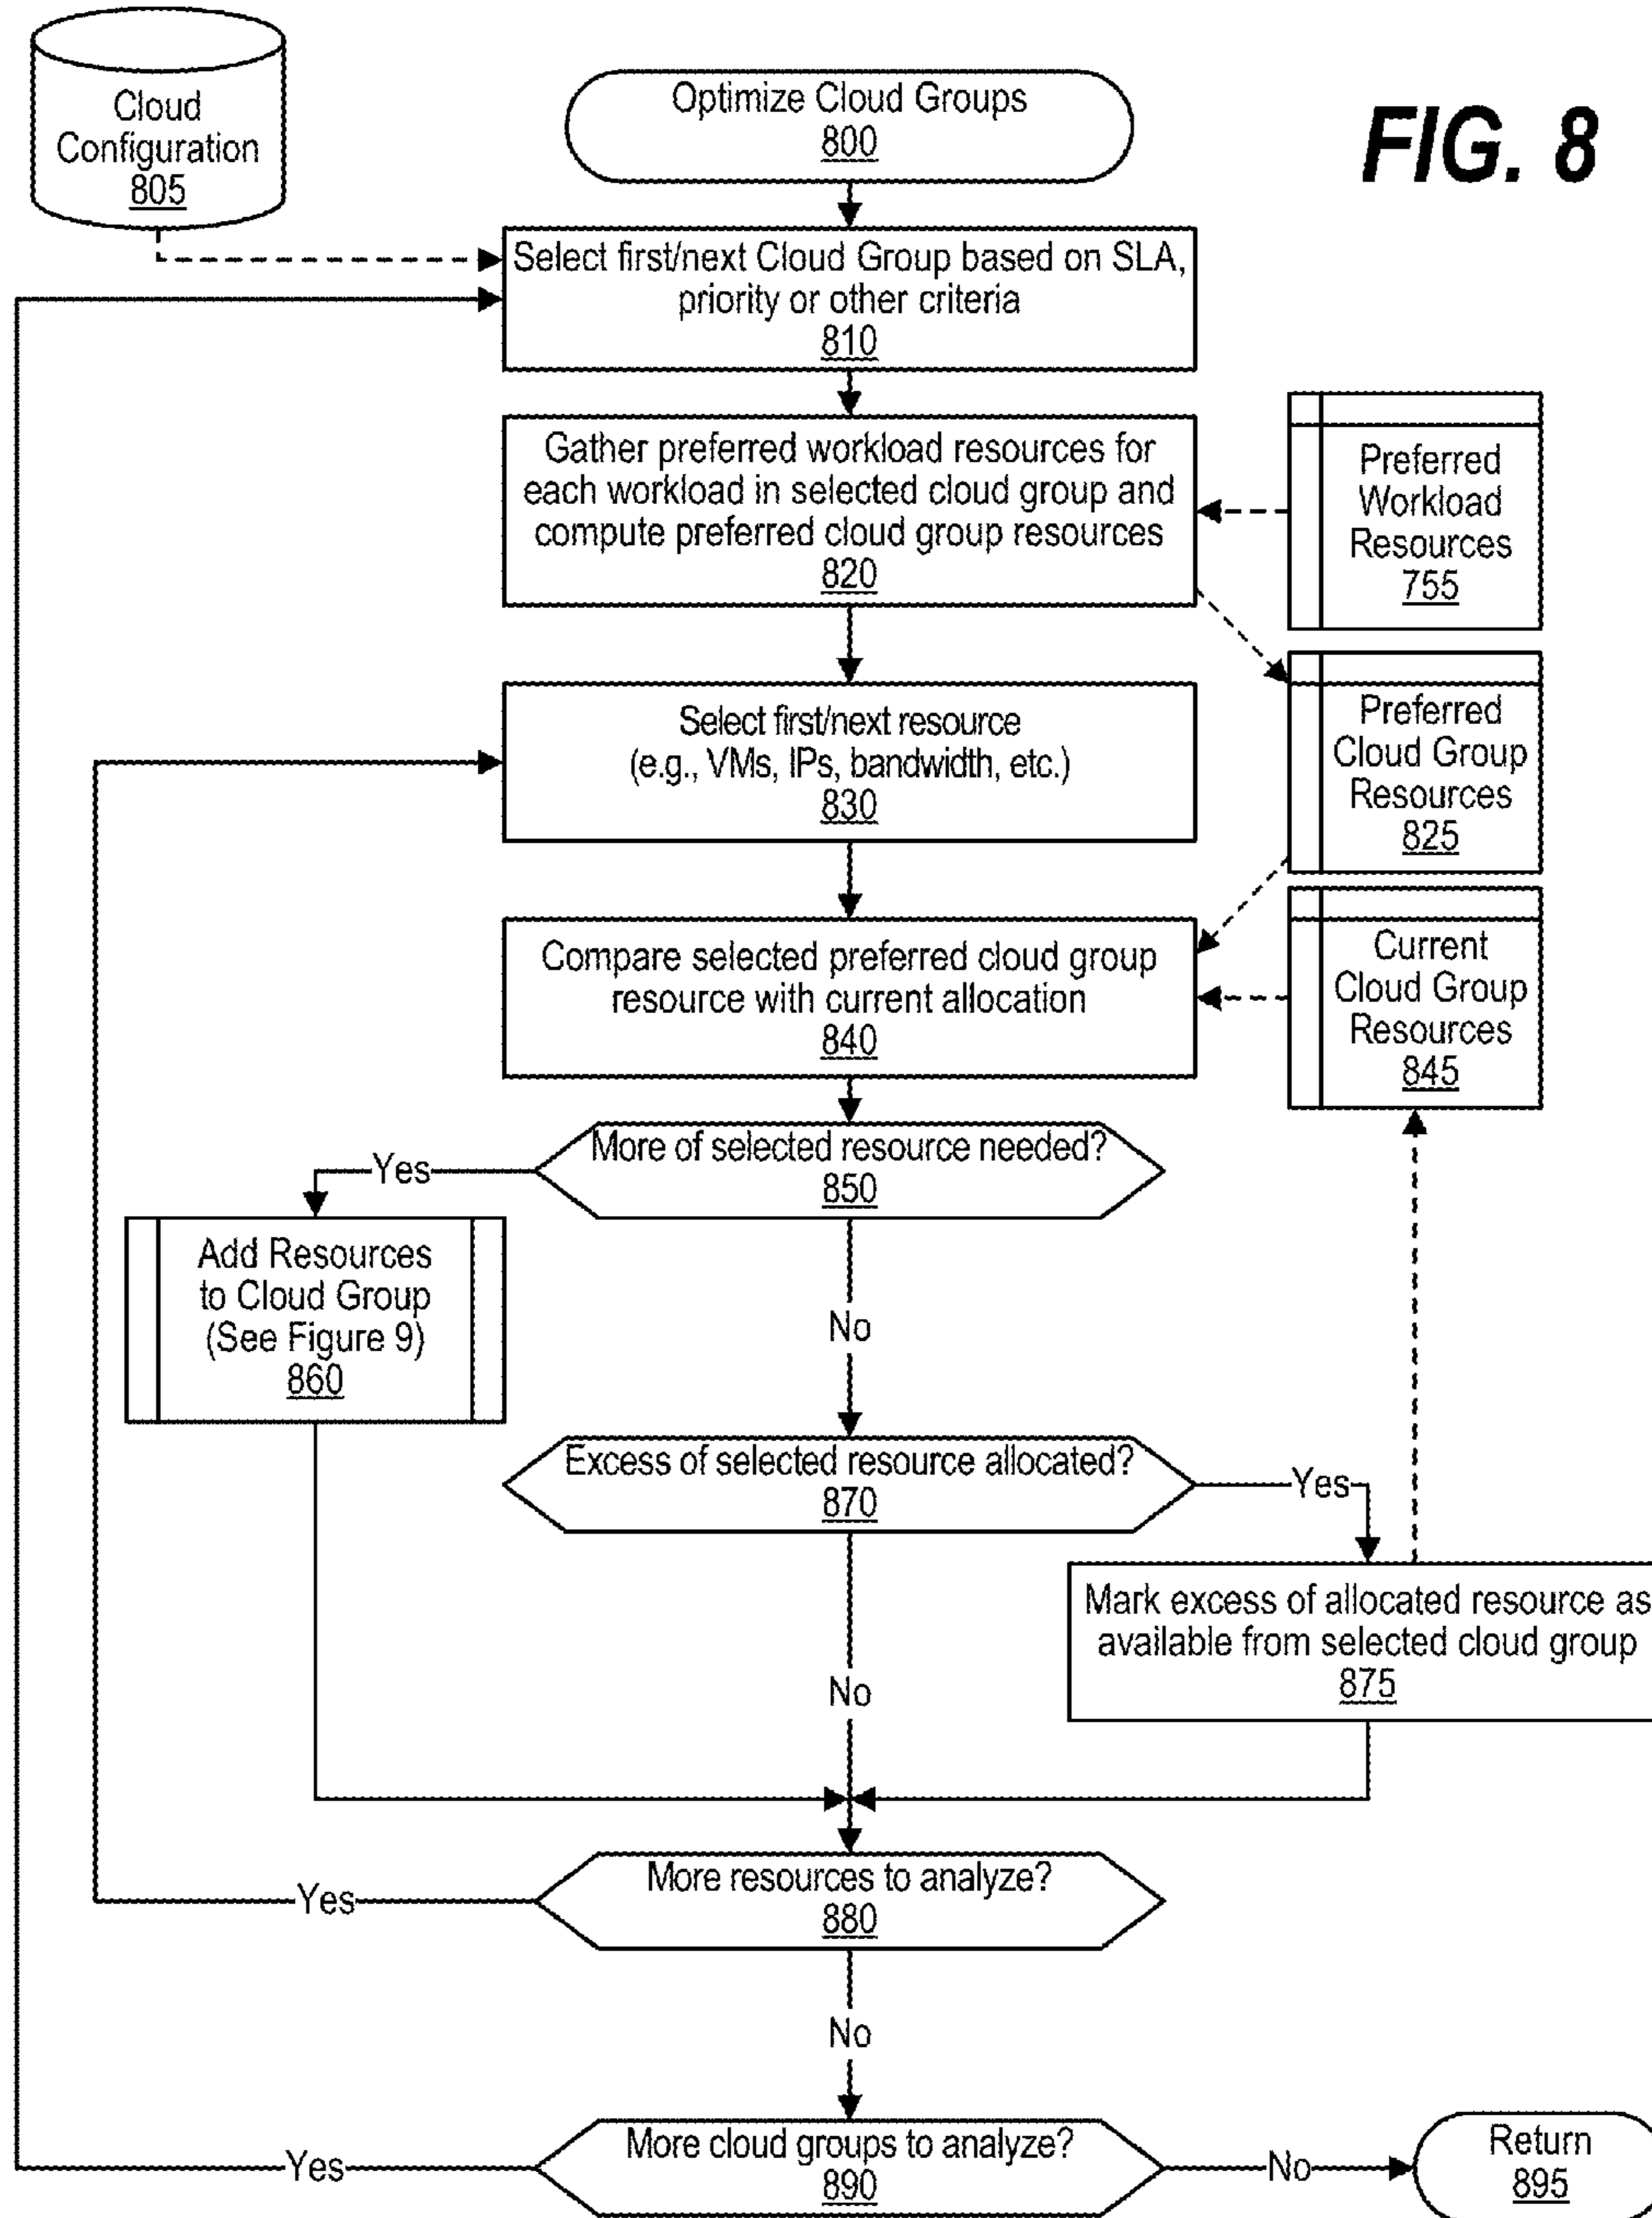 Cloud
Configuration
805
Optimize Cloud Groups
800
FIG. 8
Select first/next Cloud Group based on SLA,
priority or other criteria
810
Gather preferred workload resources for
each workload in selected cloud group and
compute preferred cloud group resources
820
Preferred
Workload
Resources
755
Select first/next resource
(e.g., VMs, IPs, bandwidth, etc.)
830
Preferred
Cloud Group
Resources
825
Compare selected preferred cloud group
resource with current allocation
840
Current
Cloud Group
Resources
845
More of selected resource needed?
850
Yes
Add Resources
to Cloud Group
(See Figure 9)
860
No
Excess of selected resource allocated?
870
Yes
Mark excess of allocated resource as
available from selected cloud group
875
No
More resources to analyze?
880
Yes
No
More cloud groups to analyze?
890
Yes
No
Return
895